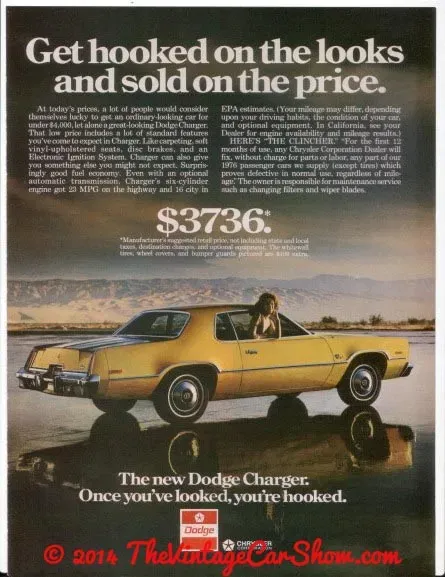 Get hooked on the looks
and sold on the price.
At today's prices, a lot of people would consider
themselves lucky to get an ordinary-looking car for
under $4,000, let alone a great-looking Dodge Charger.
That low price includes a lot of standard features
you've come to expect in Charger. Like carpeting, soft
vinyl-upholstered seats, disc brakes, and an
Electronic Ignition System. Charger can also give
you something else you might not expect. Surpris-
ingly good fuel economy. Even with an optional
automatic transmission, Charger's six-cylinder
engine got 23 MPG on the highway and 16 city in
EPA estimates. (Your mileage may differ, depending
upon your driving habits, the condition of your car,
and optional equipment. In California, see your
Dealer for engine availability and mileage results.)
HERE'S "THE CLINCHER." "For the first 12
months of use, any Chrysler Corporation Dealer will
fix, without charge for parts or labor, any part of our
1976 passenger cars we supply (except tires) which
proves defective in normal use, regardless of mile-
age." The owner is responsible for maintenance service
such as changing filters and wiper blades.
$3736.*
*Manufacturer's suggested retail price, not including state and local
taxes, destination charges, and optional equipment. The whitewall
tires, wheel covers, and bumper guards pictured are extra.
The new Dodge Charger.
Once you've looked, you're hooked.
Dodge
CHRYSLER
CORPORATION
© 2014 TheVintageCarShow.com